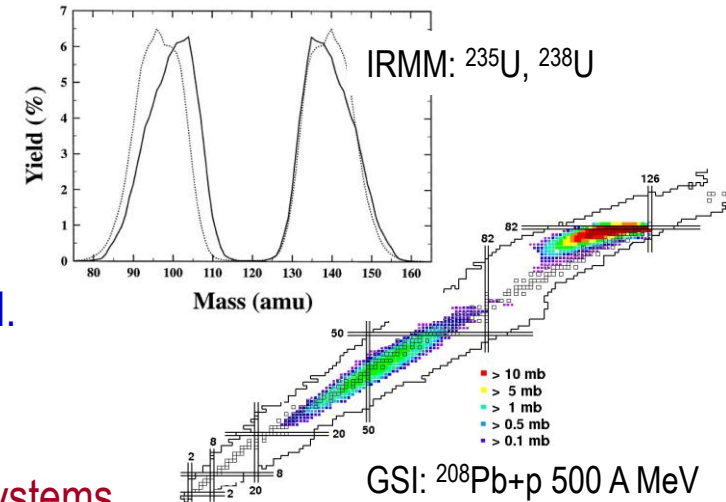 7
6
5
4
3
2
1
0
Yield (%)
80 90 100 110 120 130 140 150 160
Mass (amu)
IRMM: ²³⁵U, ²³⁸U
l.
126
82
82
50
50
20
20
8
8
2
2
> 10 mb
> 5 mb
> 1 mb
> 0.5 mb
> 0.1 mb
GSI: ²⁰⁸Pb+p 500 A MeV
ystems